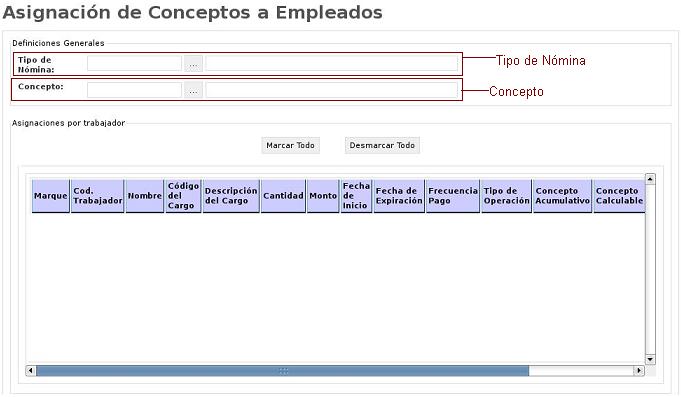 Asignación de Conceptos a Empleados
Definiciones Generales
Tipo de Nómina:
...
Tipo de Nómina
Concepto:
...
Concepto
Asignaciones por trabajador
Marcar Todo
Desmarcar Todo
Marque
Cod. Trabajador
Nombre
Código del Cargo
Descripción del Cargo
Cantidad
Monto
Fecha de Inicio
Fecha de Expiración
Frecuencia Pago
Tipo de Operación
Concepto Acumulativo
Concepto Calculable